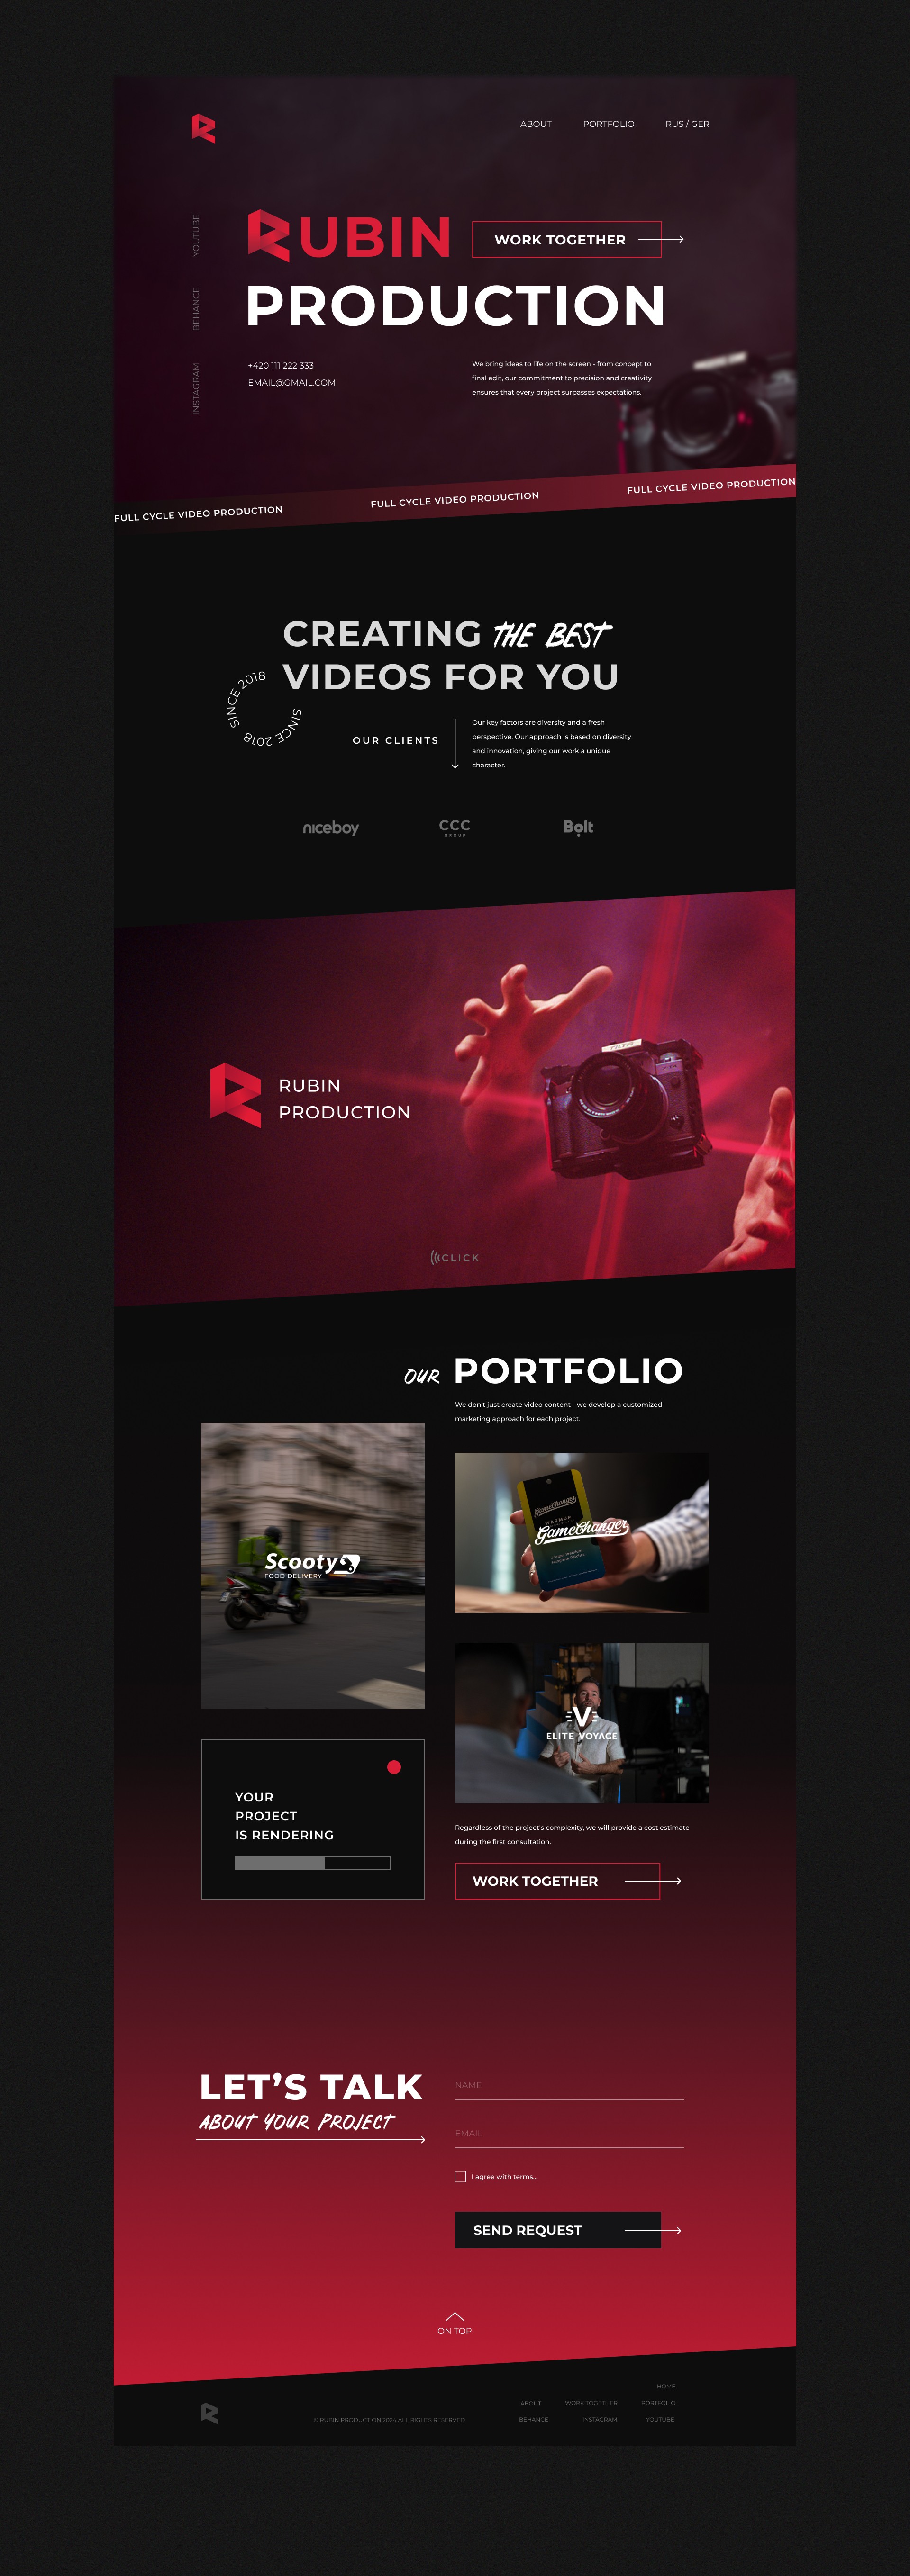 ABOUT
PORTFOLIO
RUS / GER
YOUTUBE
BEHANCE
INSTAGRAM
RUBIN
WORK TOGETHER
PRODUCTION
+420 111 222 333
EMAIL@GMAIL.COM
We bring ideas to life on the screen - from concept to
final edit, our commitment to precision and creativity
ensures that every project surpasses expectations.
FULL CYCLE VIDEO PRODUCTION
FULL CYCLE VIDEO PRODUCTION
FULL CYCLE VIDEO PRODUCTION
CREATING THE BEST
VIDEOS FOR YOU
SINCE 2018
SINCE 2018
OUR CLIENTS
Our key factors are diversity and a fresh
perspective. Our approach is based on diversity
and innovation, giving our work a unique
character.
niceboy
CCC
GROUP
Bolt
RUBIN
PRODUCTION
CLICK
OUR PORTFOLIO
We don't just create video content - we develop a customized
marketing approach for each project.
Scooty
FOOD DELIVERY
GameChanger
WARMUP
GameChanger
ELITE VOYAGE
YOUR
PROJECT
IS RENDERING
Regardless of the project's complexity, we will provide a cost estimate
during the first consultation.
WORK TOGETHER
LET'S TALK
ABOUT YOUR PROJECT
NAME
EMAIL
I agree with terms...
SEND REQUEST
ON TOP
HOME
ABOUT
WORK TOGETHER
PORTFOLIO
© RUBIN PRODUCTION 2024 ALL RIGHTS RESERVED
BEHANCE
INSTAGRAM
YOUTUBE